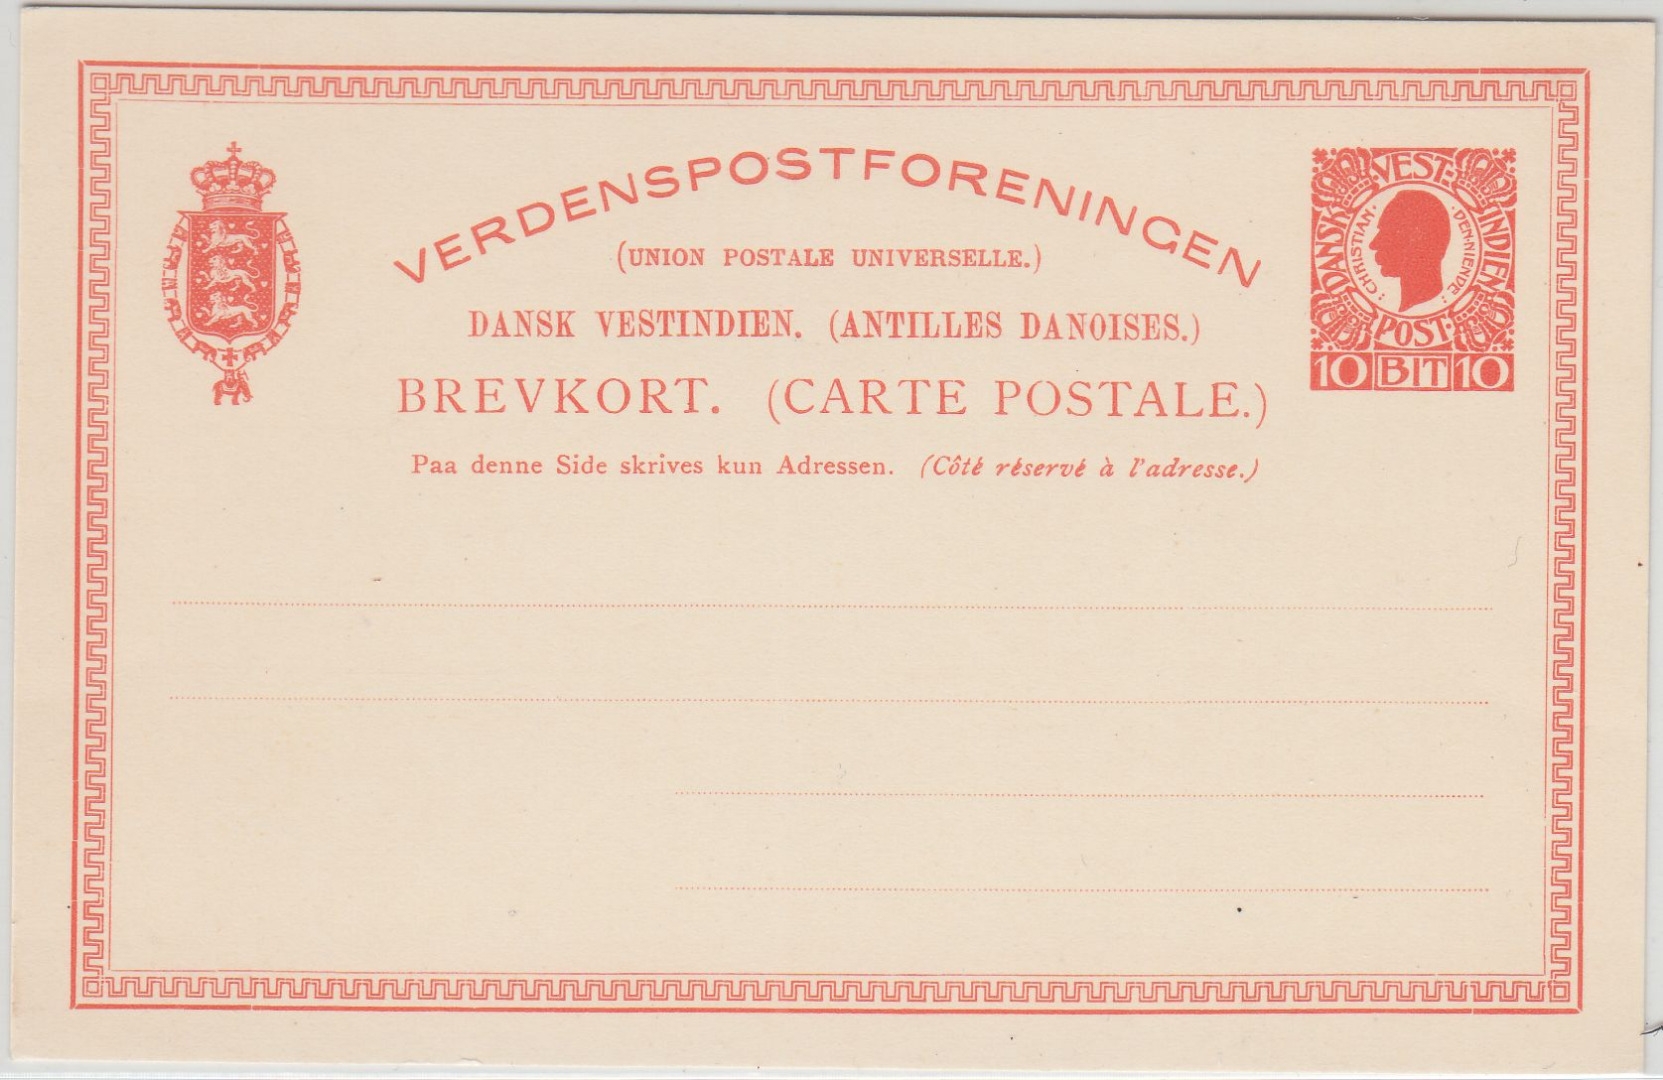 VERDENSPOSTFORENINGEN
(UNION POSTALE UNIVERSELLE.)
DANSK VESTINDIEN. (ANTILLES DANOISES.)
BREVKORT. (CARTE POSTALE.)
Paa denne Side skrives kun Adressen. (Côté réservé à l'adresse.)
DANSK VEST: INDIEN
CHRISTIAN · DEN · NIENDE
POST
10 BIT 10